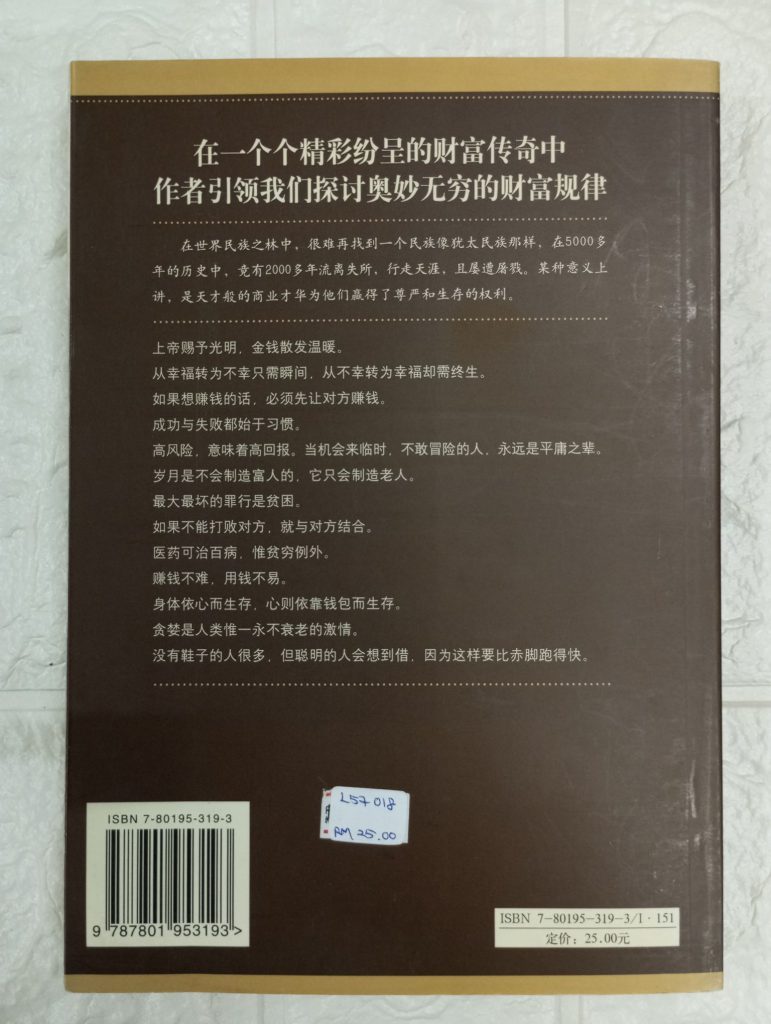 在一个个精彩纷呈的财富传奇中
作者引领我们探讨奥妙无穷的财富规律
在世界民族之林中，很难再找到一个民族像犹太民族那样，在5000多
年的历史中，竟有2000多年流离失所，行走天涯，且屡遭屠戮。某种意义上
讲，是天才般的商业才华为他们赢得了尊严和生存的权利。
上帝赐予光明，金钱散发温暖。
从幸福转为不幸只需瞬间，从不幸转为幸福却需终生。
如果想赚钱的话，必须先让对方赚钱。
成功与失败都始于习惯。
高风险，意味着高回报。当机会来临时，不敢冒险的人，永远是平庸之辈。
岁月是不会制造富人的，它只会制造老人。
最大最坏的罪行是贫困。
如果不能打败对方，就与对方结合。
医药可治百病，惟贫穷例外。
赚钱不难，用钱不易。
身体依心而生存，心则依靠钱包而生存。
贪婪是人类惟一永不衰老的激情。
没有鞋子的人很多，但聪明的人会想到借，因为这样要比赤脚跑得快。
L57 018
RM 25.00
ISBN 7-80195-319-3
9 787801 953193>
ISBN 7-80195-319-3/I·151
定价：25.00元